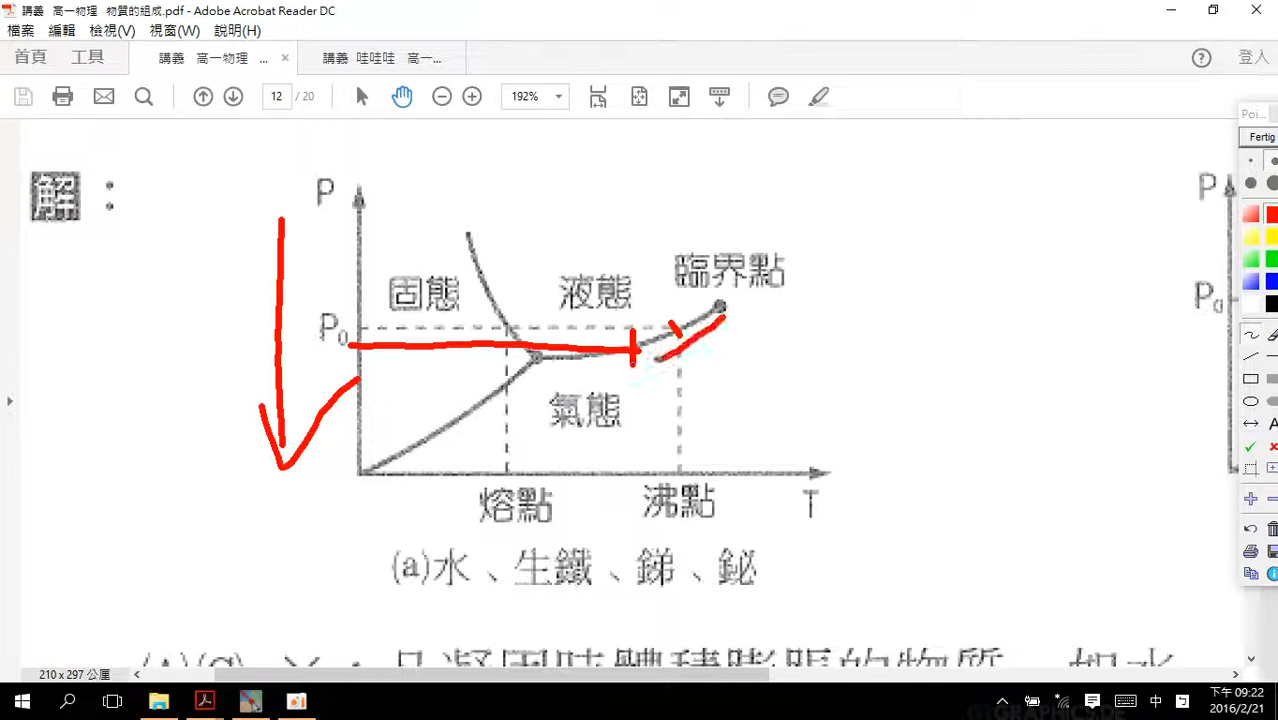 講義 高一物理 物質的組成.pdf - Adobe Acrobat Reader DC
檔案 編輯 檢視(V) 視窗(W) 說明(H)
首頁 工具 講義 高一物理 ... × 講義 哇哇哇 高一... ? 登入
12 / 20 192%
Poi...
Fertig
解：
P
P
臨界點
固態 液態
P₀
P₀
氣態
熔點 沸點 T
(a)水、生鐵、銻、鉍
210 x 297 公厘
中
下午 09:22
2016/2/21